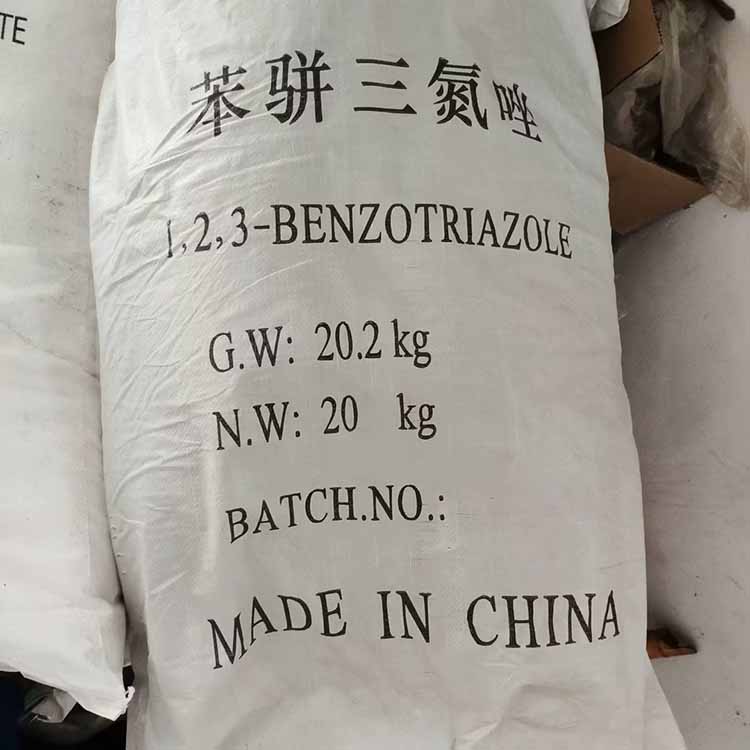 TE
苯骈三氮唑
1,2,3-BENZOTRIAZOLE
G.W: 20.2 kg
N.W: 20 kg
BATCH.NO.:
MADE IN CHINA